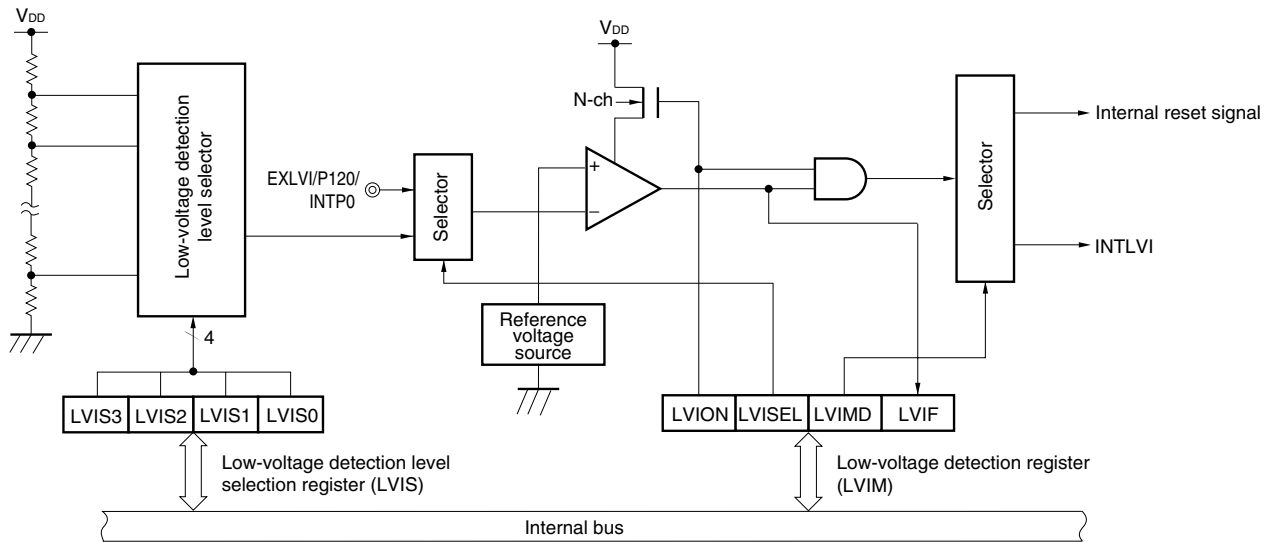 VDD
Low-voltage detection
level selector
EXLVI/P120/
INTP0
Selector
VDD
N-ch
+
−
Reference
voltage
source
Selector
Internal reset signal
INTLVI
4
LVIS3 LVIS2 LVIS1 LVIS0
LVION LVISEL LVIMD LVIF
Low-voltage detection level
selection register (LVIS)
Low-voltage detection register
(LVIM)
Internal bus